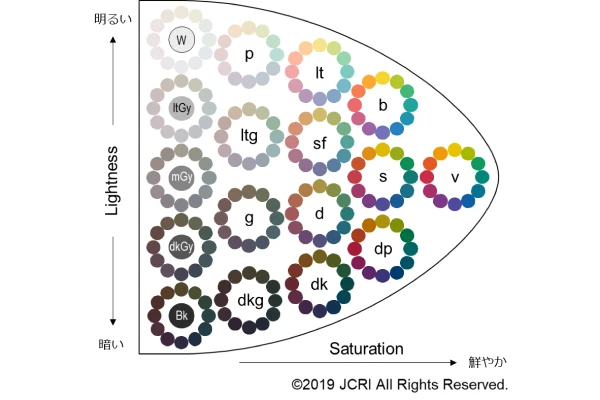 明るい
W
p
lt
b
ltGy
ltg
sf
Lightness
mGy
s
v
g
d
dkGy
dp
dk
dkg
Bk
暗い
Saturation
鮮やか
©2019 JCRI All Rights Reserved.